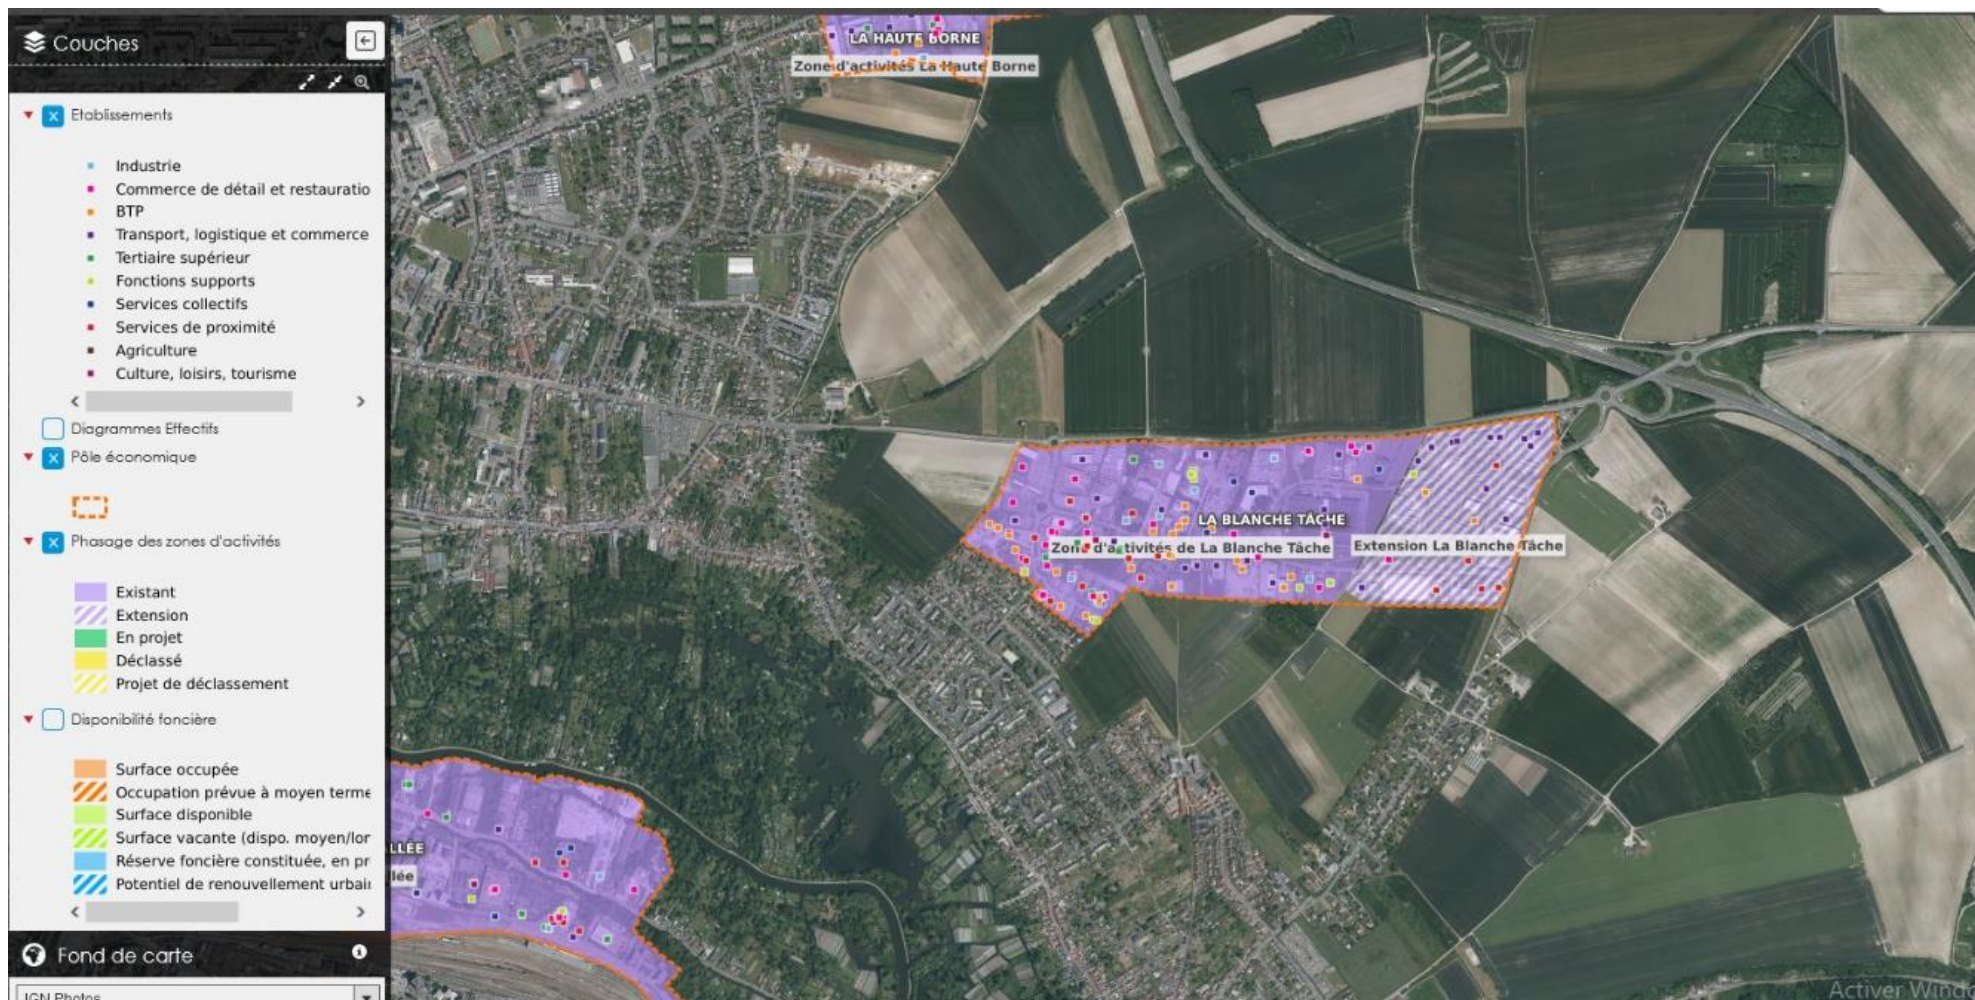 Couches
Etablissements
Industrie
Commerce de détail et restauratio
BTP
Transport, logistique et commerce
Tertiaire supérieur
Fonctions supports
Services collectifs
Services de proximité
Agriculture
Culture, loisirs, tourisme
Diagrammes Effectifs
Pôle économique
Phasage des zones d'activités
Existant
Extension
En projet
Déclassé
Projet de déclassement
Disponibilité foncière
Surface occupée
Occupation prévue à moyen terme
Surface disponible
Surface vacante (dispo. moyen/lor
Réserve foncière constituée, en pr
Potentiel de renouvellement urbain
Fond de carte
IGN Photos
LA HAUTE BORNE
Zone d'activités La Haute Borne
LA BLANCHE TÂCHE
Zone d'activités de La Blanche Tâche
Extension La Blanche Tâche
LLÉE
lée
Activer Windo